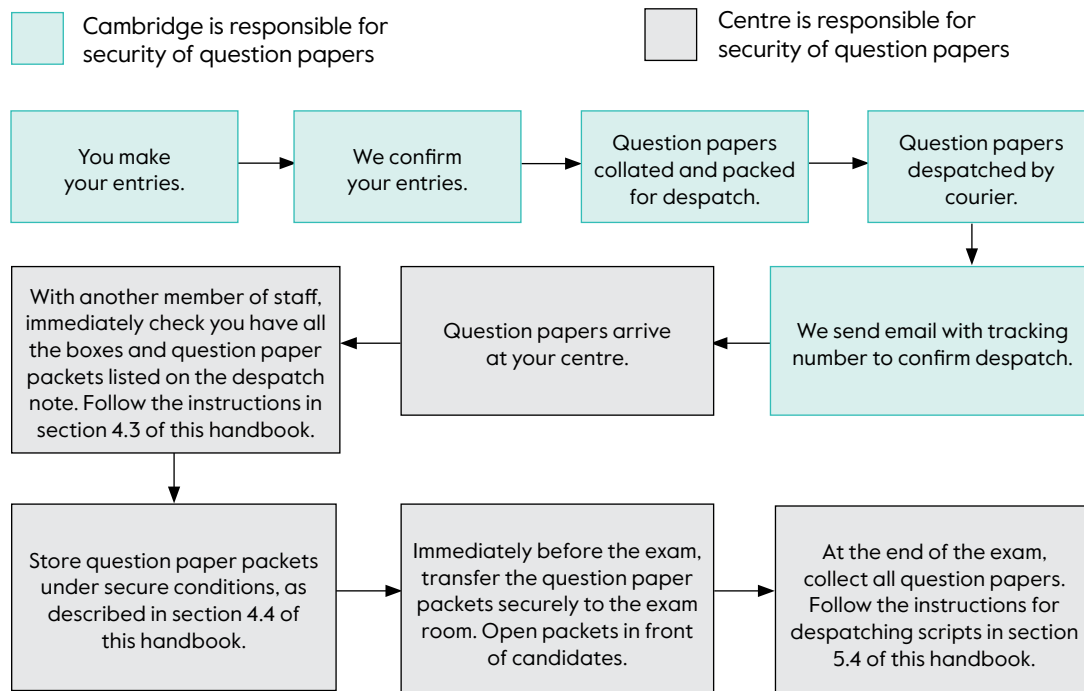 Cambridge is responsible for
security of question papers
Centre is responsible for
security of question papers
You make
your entries.
We confirm
your entries.
Question papers
collated and packed
for despatch.
Question papers
despatched by
courier.
We send email with tracking
number to confirm despatch.
Question papers arrive
at your centre.
With another member of staff,
immediately check you have all
the boxes and question paper
packets listed on the despatch
note. Follow the instructions in
section 4.3 of this handbook.
Store question paper packets
under secure conditions, as
described in section 4.4 of
this handbook.
Immediately before the exam,
transfer the question paper
packets securely to the exam
room. Open packets in front
of candidates.
At the end of the exam,
collect all question papers.
Follow the instructions for
despatching scripts in section
5.4 of this handbook.